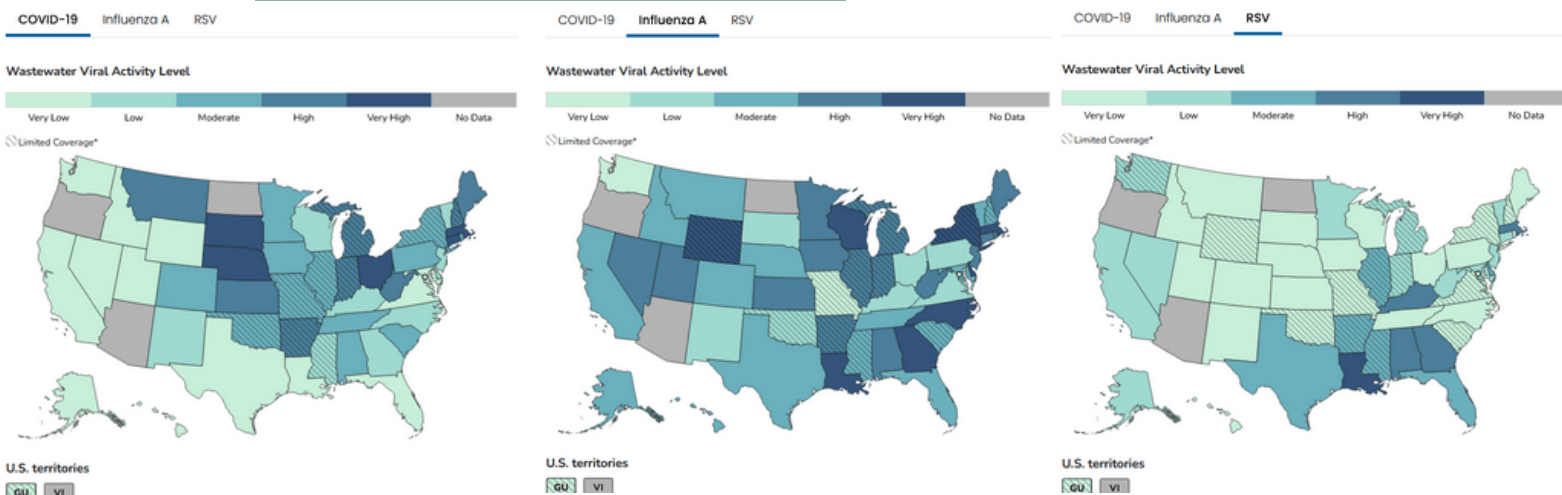 COVID-19 Influenza A RSV
Wastewater Viral Activity Level
Very Low Low Moderate High Very High No Data
Limited Coverage*
U.S. territories
GU VI
COVID-19 Influenza A RSV
Wastewater Viral Activity Level
Very Low Low Moderate High Very High No Data
Limited Coverage*
U.S. territories
GU VI
COVID-19 Influenza A RSV
Wastewater Viral Activity Level
Very Low Low Moderate High Very High No Data
Limited Coverage*
U.S. territories
GU VI